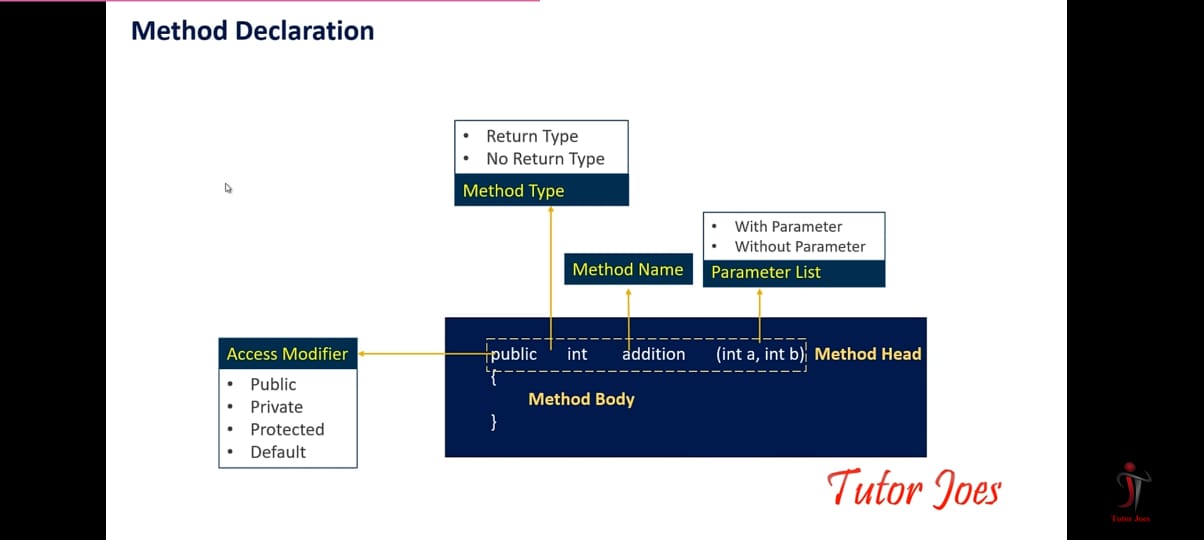 Method Declaration
• Return Type
• No Return Type
Method Type
• With Parameter
• Without Parameter
Method Name
Parameter List
Access Modifier
• Public
• Private
• Protected
• Default
public int addition (int a, int b) Method Head
{
Method Body
}
Tutor Joes
Tutor Joes